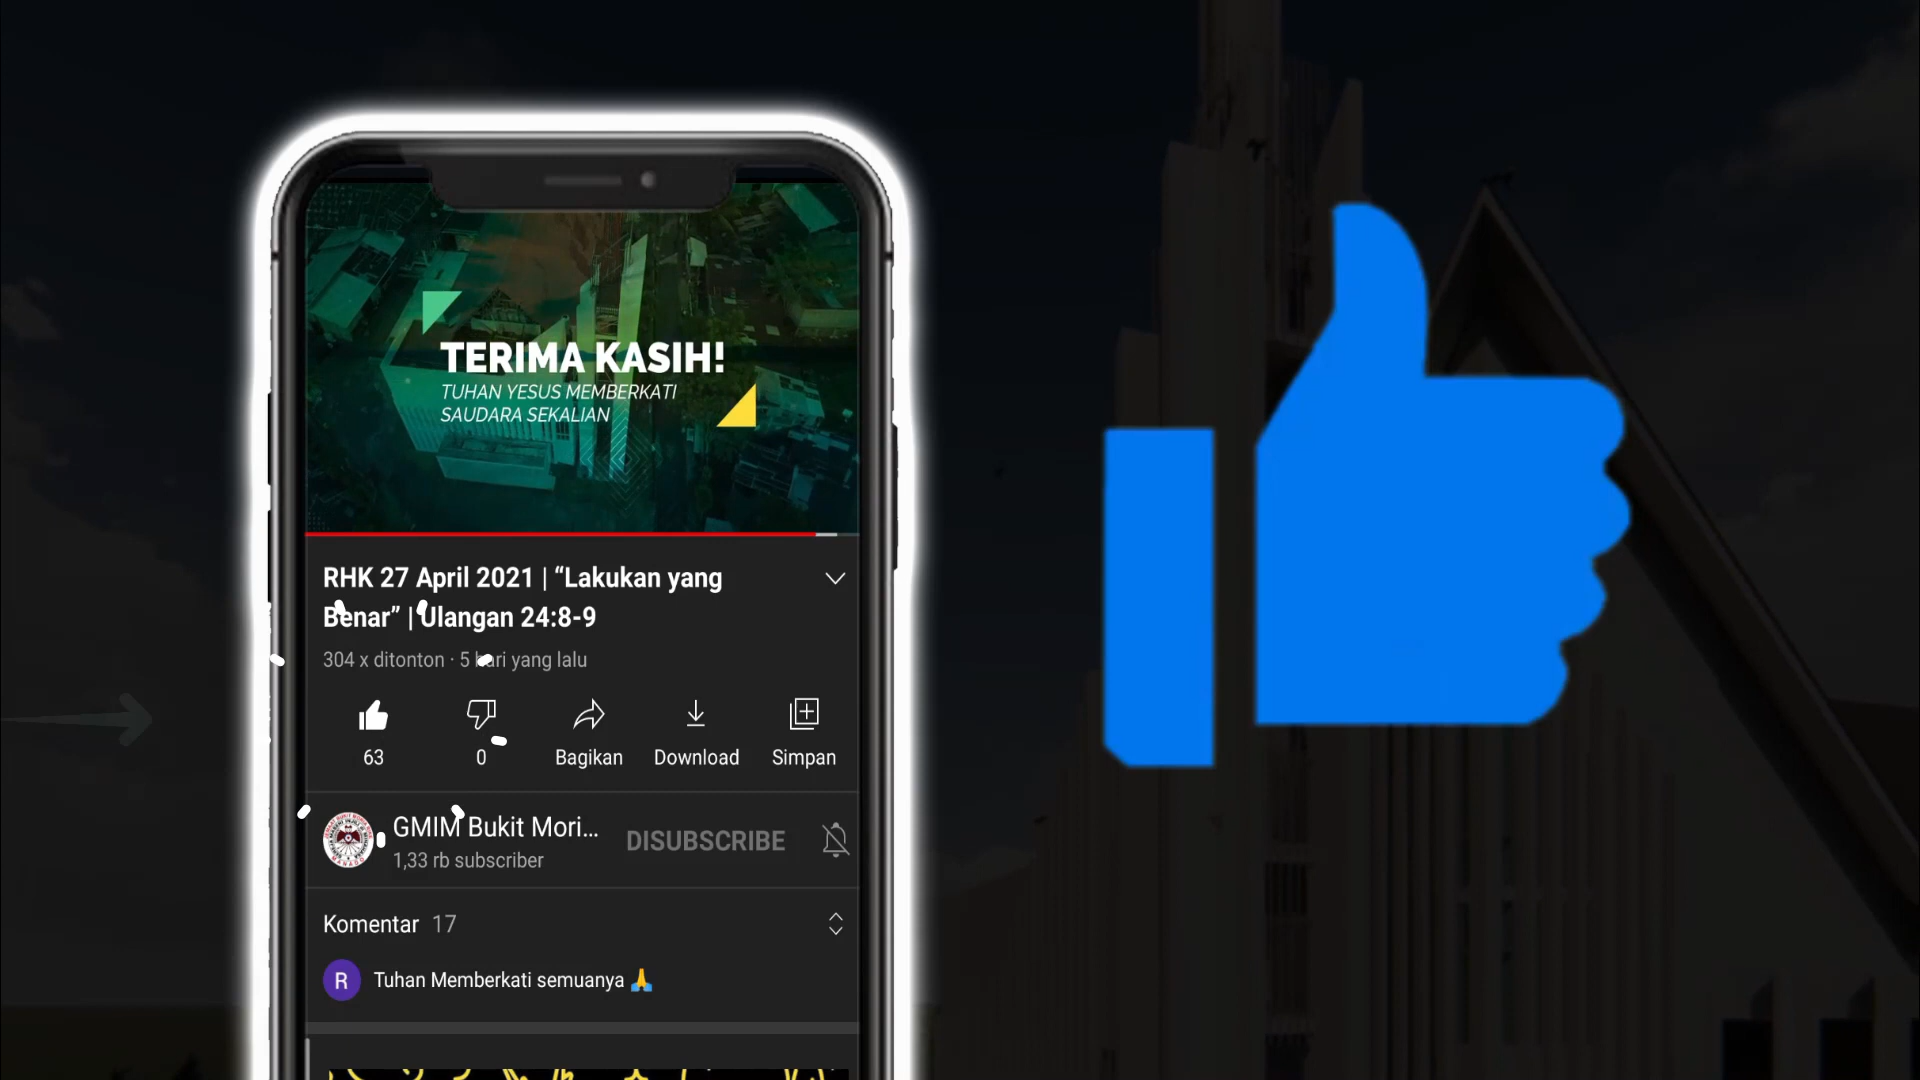 TERIMA KASIH!
TUHAN YESUS MEMBERKATI
SAUDARA SEKALIAN
RHK 27 April 2021 | “Lakukan yang
Benar” | Ulangan 24:8-9
304 x ditonton · 5 hari yang lalu
63
0
Bagikan
Download
Simpan
GMIM Bukit Mori...
DISUBSCRIBE
1,33 rb subscriber
Komentar 17
R
Tuhan Memberkati semuanya 🙏